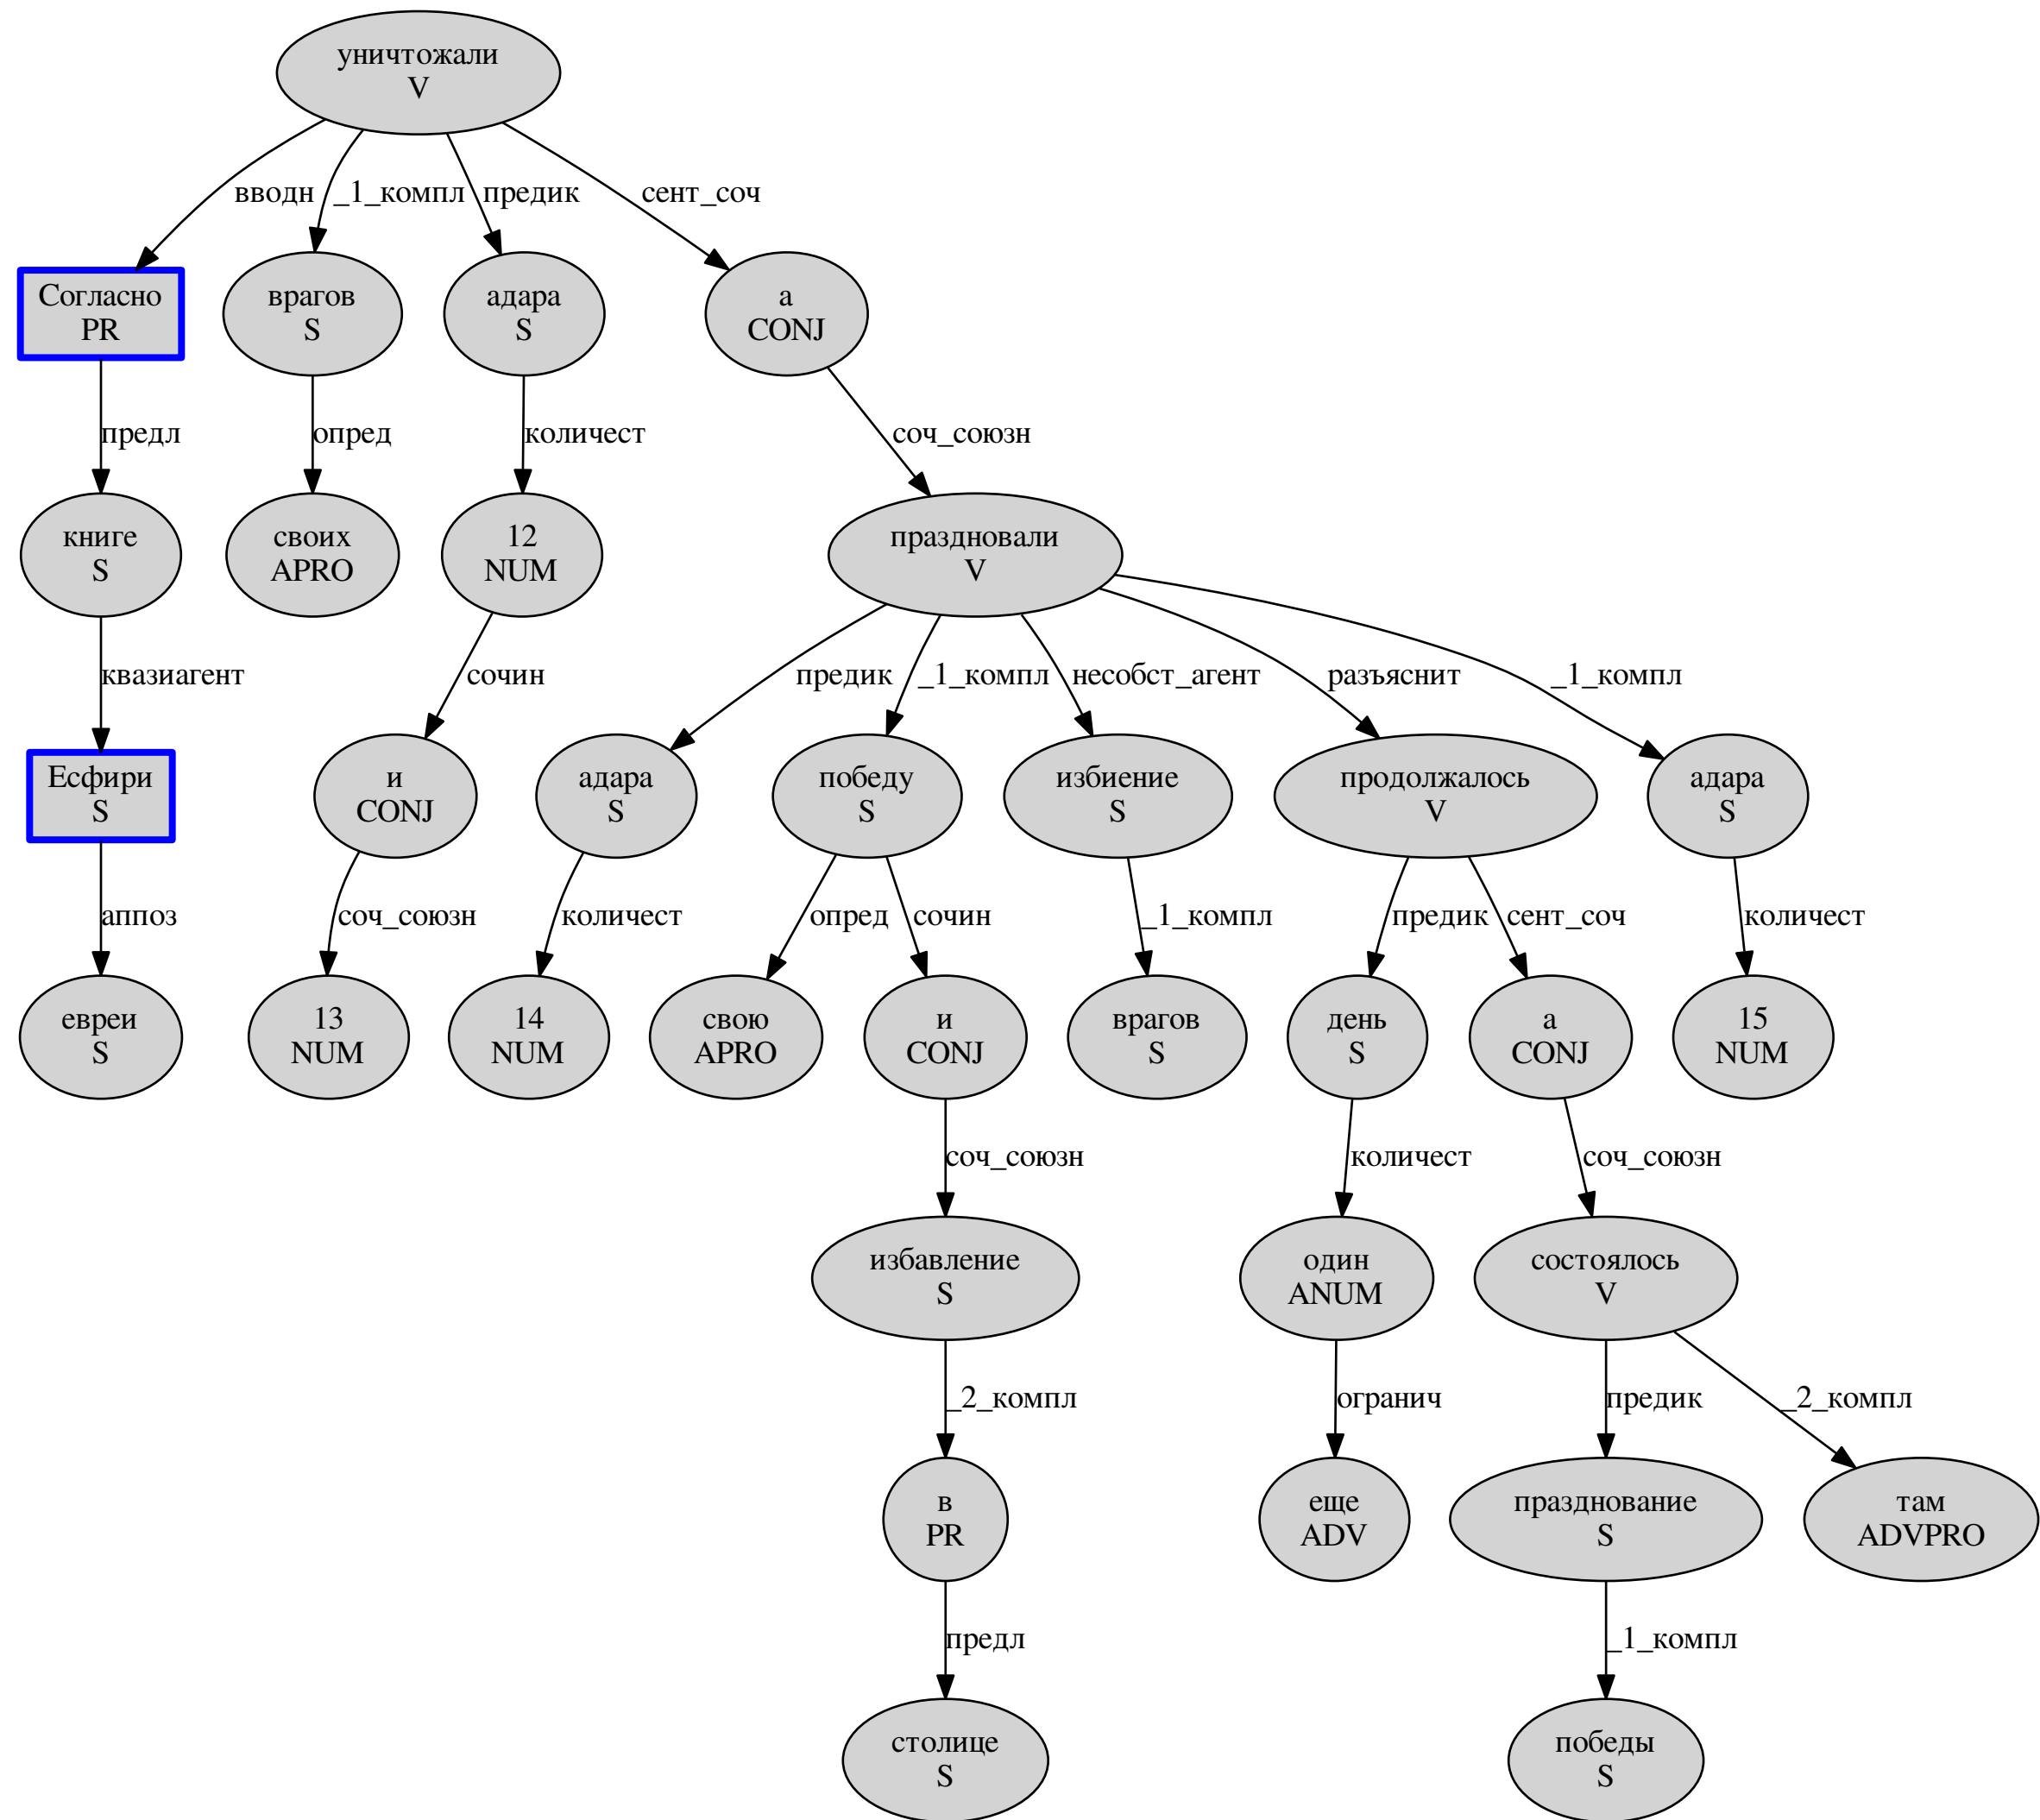 уничтожали
V
вводн
_1_компл
предик
сент_соч
Согласно
PR
врагов
S
адара
S
а
CONJ
предл
опред
количест
соч_союзн
книге
S
своих
APRO
12
NUM
праздновали
V
квазиагент
сочин
предик
_1_компл
несобст_агент
разъяснит
_1_компл
Есфири
S
и
CONJ
адара
S
победу
S
избиение
S
продолжалось
V
адара
S
аппоз
соч_союзн
количест
опред
сочин
_1_компл
предик
сент_соч
количест
евреи
S
13
NUM
14
NUM
свою
APRO
и
CONJ
врагов
S
день
S
а
CONJ
15
NUM
соч_союзн
количест
соч_союзн
избавление
S
один
ANUM
состоялось
V
_2_компл
огранич
предик
_2_компл
в
PR
еще
ADV
празднование
S
там
ADVPRO
предл
_1_компл
столице
S
победы
S